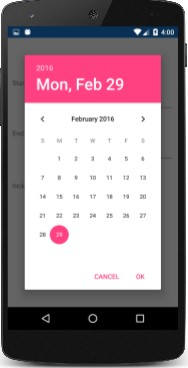 4:00
2016
Mon, Feb 29
February 2016
S M T W T F S
1 2 3 4 5 6
7 8 9 10 11 12 13
14 15 16 17 18 19 20
21 22 23 24 25 26 27
28 29
CANCEL OK